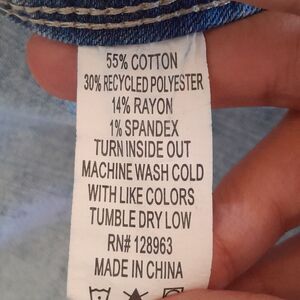 55% COTTON
30% RECYCLED POLYESTER
14% RAYON
1% SPANDEX
TURN INSIDE OUT
MACHINE WASH COLD
WITH LIKE COLORS
TUMBLE DRY LOW
RN# 128963
MADE IN CHINA